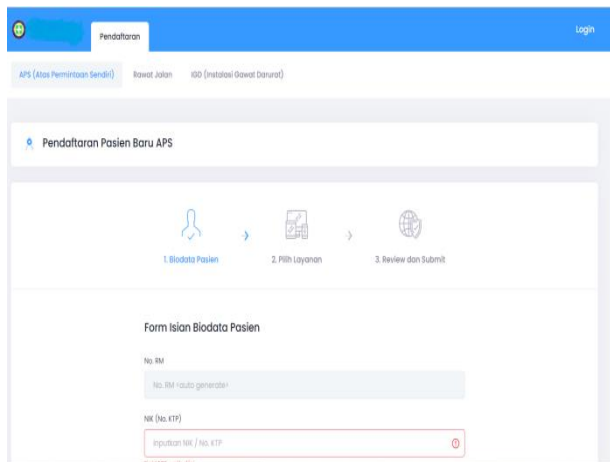 Pendaftaran
Login
APS (Atas Permintaan Sendiri)
Rawat Jalan
IGD (Instalasi Gawat Darurat)
Pendaftaran Pasien Baru APS
1. Biodata Pasien
2. Pilih Layanan
3. Review dan Submit
Form Isian Biodata Pasien
No. RM
No. RM <auto generate>
NIK (No. KTP)
Inputkan NIK / No. KTP